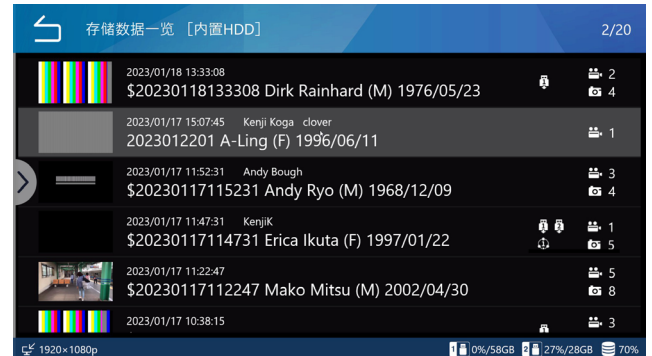 存储数据一览 [内置HDD] 2/20
2023/01/18 13:33:08
$20230118133308 Dirk Rainhard (M) 1976/05/23
2
4
2023/01/17 15:07:45 Kenji Koga clover
2023012201 A-Ling (F) 1996/06/11
1
2023/01/17 11:52:31 Andy Bough
$20230117115231 Andy Ryo (M) 1968/12/09
3
4
2023/01/17 11:47:31 KenjiK
$20230117114731 Erica Ikuta (F) 1997/01/22
1
5
2023/01/17 11:22:47
$20230117112247 Mako Mitsu (M) 2002/04/30
5
8
2023/01/17 10:38:15
3
1920×1080p 1 0%/58GB 2 27%/28GB 70%